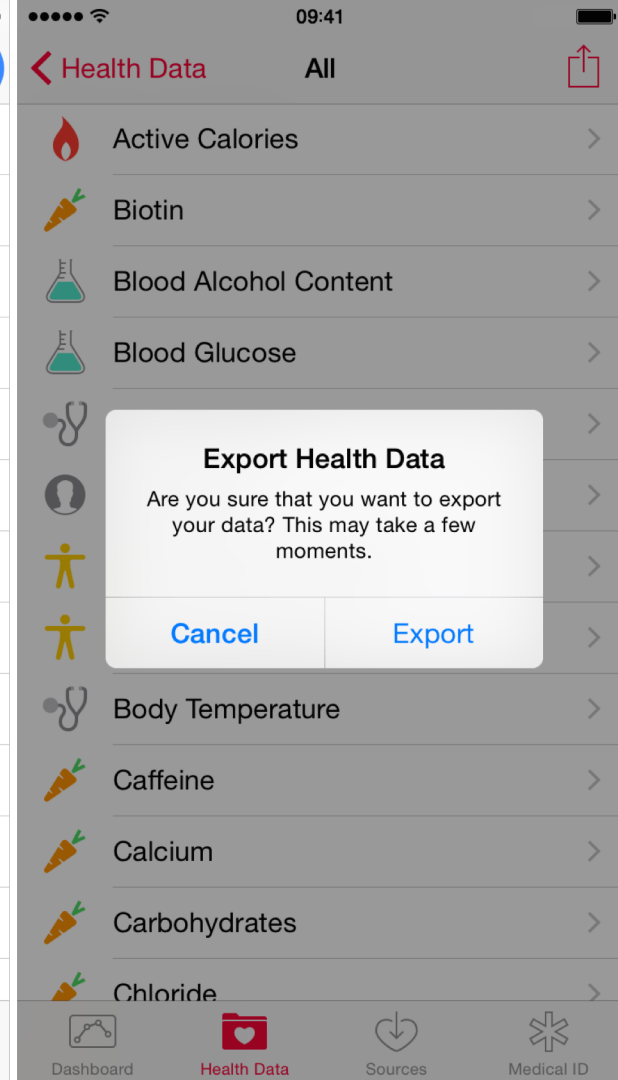 09:41
Health Data
All
Active Calories
Biotin
Blood Alcohol Content
Blood Glucose
Export Health Data
Are you sure that you want to export
your data? This may take a few
moments.
Cancel
Export
Body Temperature
Caffeine
Calcium
Carbohydrates
Chloride
Dashboard
Health Data
Sources
Medical ID